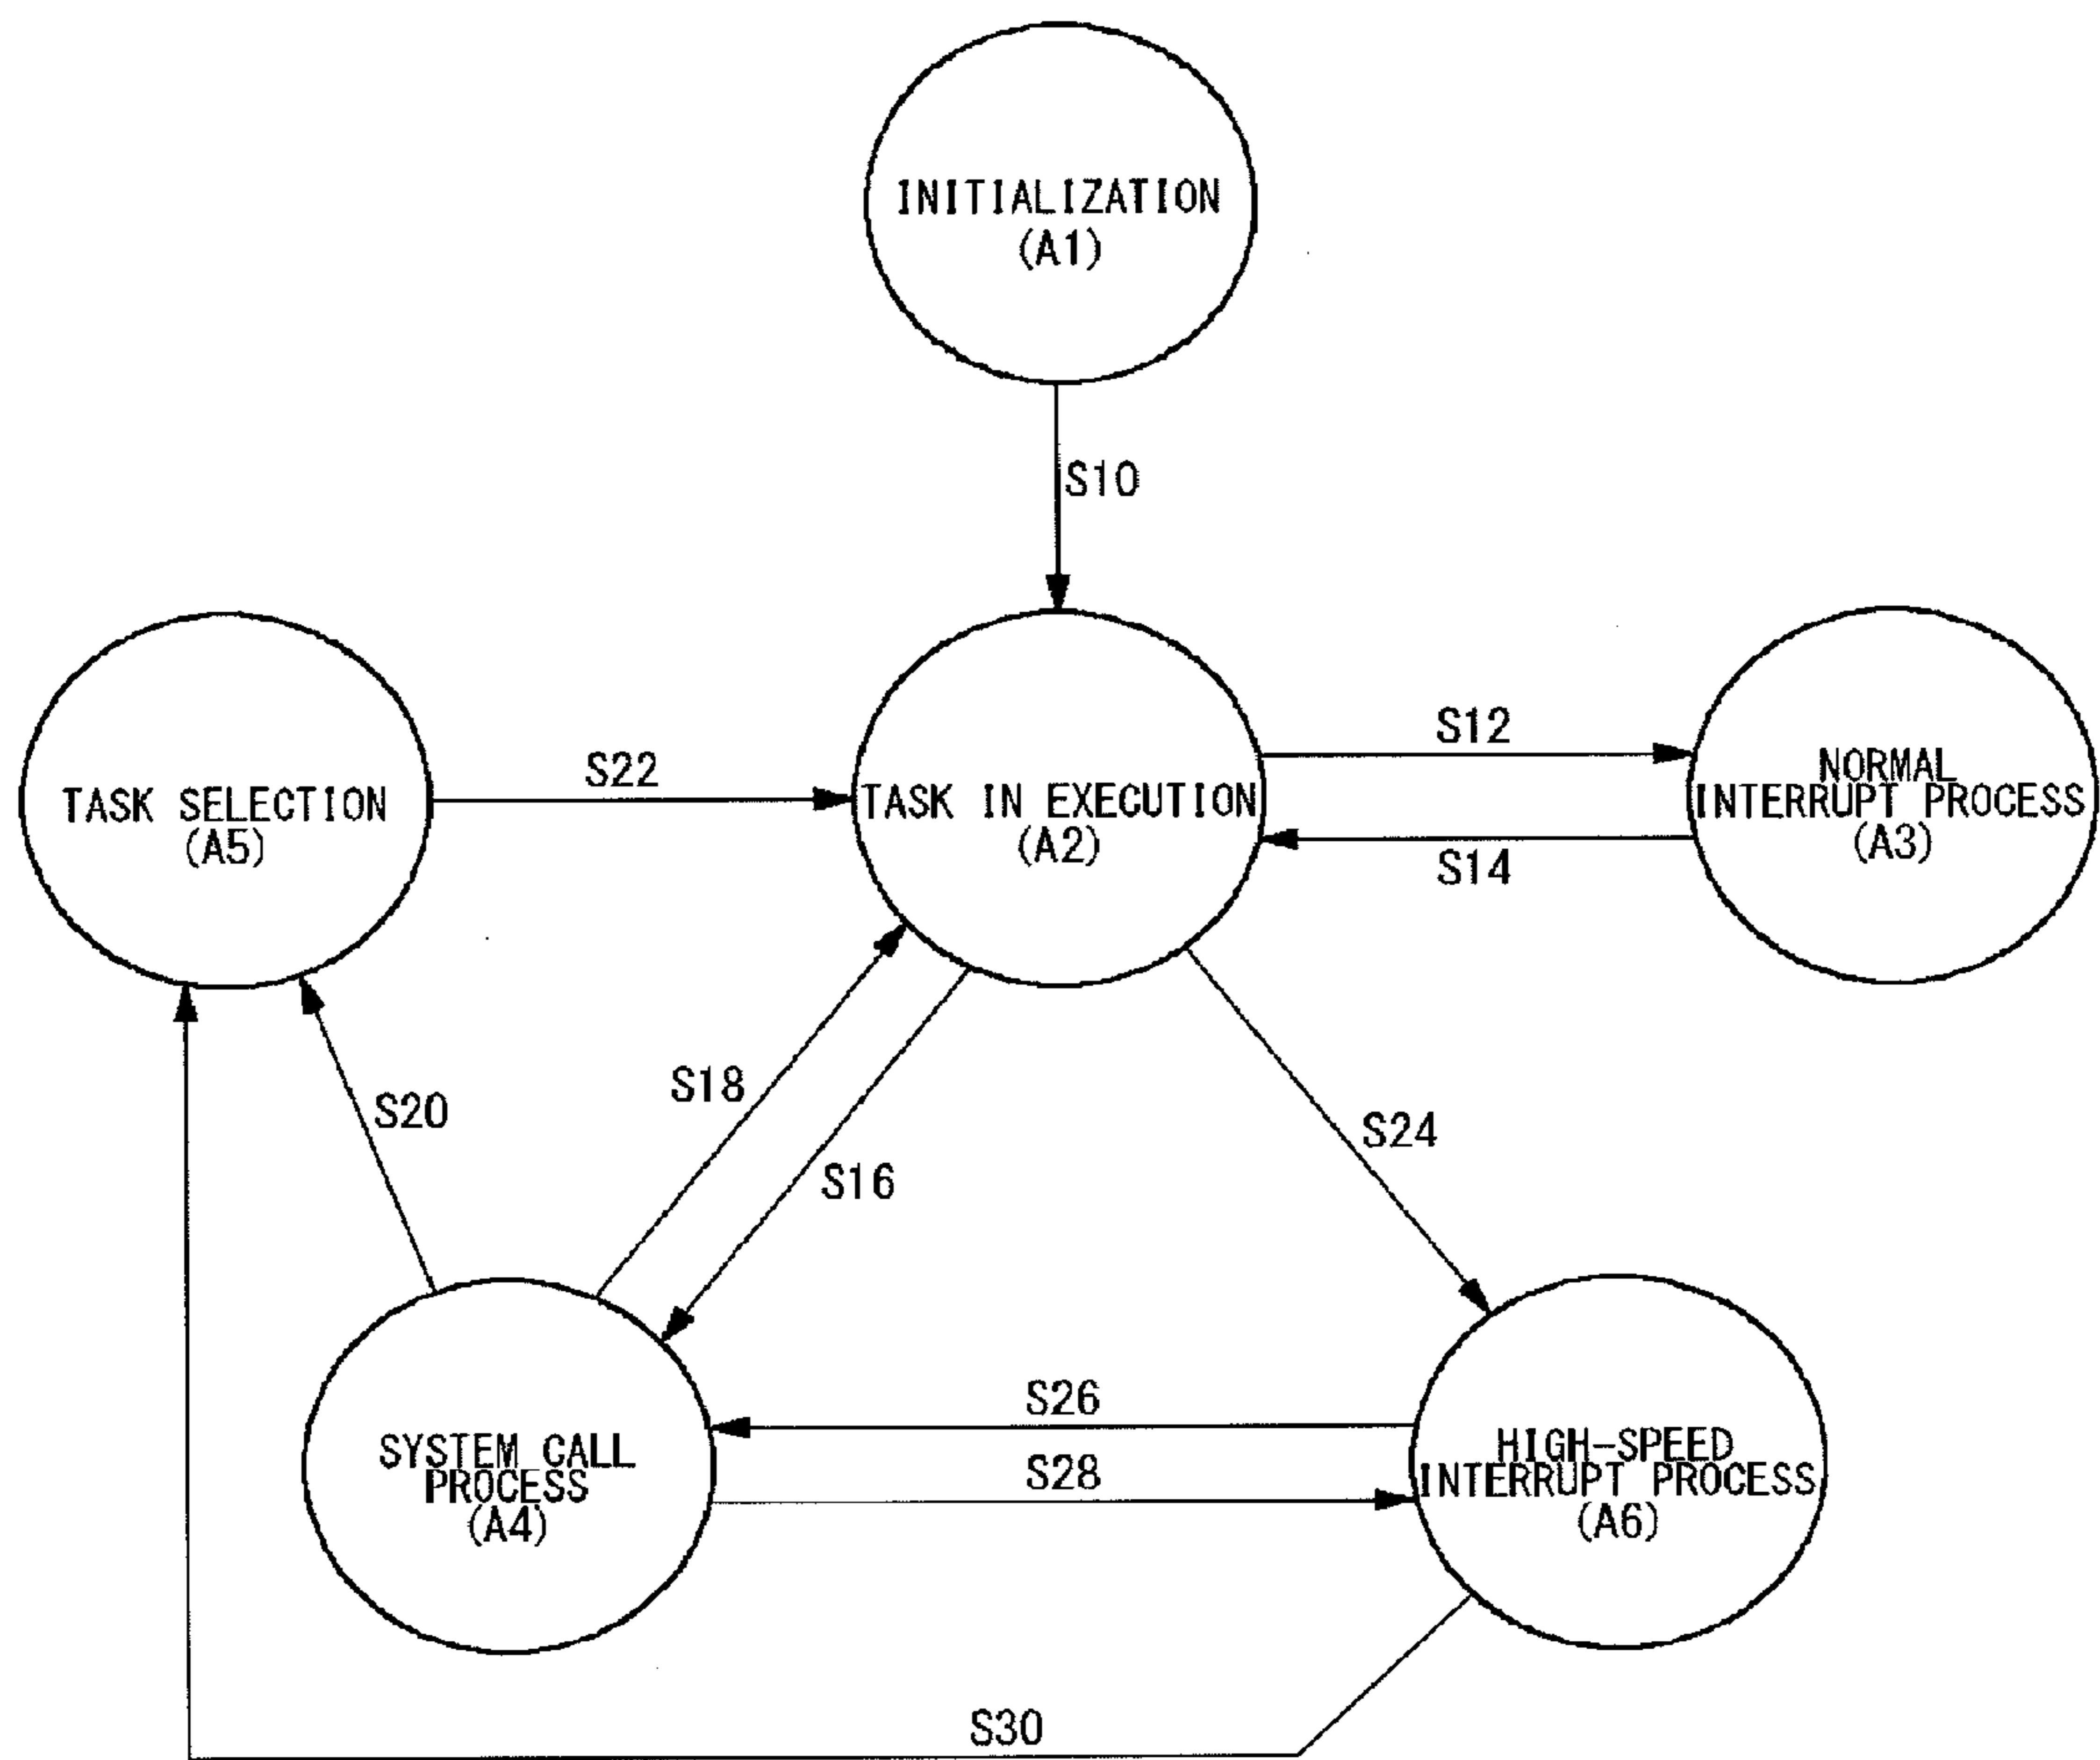 INITIALIZATION
(A1)
S10
S12
S22
NORMAL
INTERRUPT PROCESS
(A3)
TASK SELECTION
(A5)
TASK IN EXECUTION
(A2)
S14
S18
S20
S24
S16
S26
SYSTEM CALL
PROCESS
(A4)
S28
HIGH-SPEED
INTERRUPT PROCESS
(A6)
S30